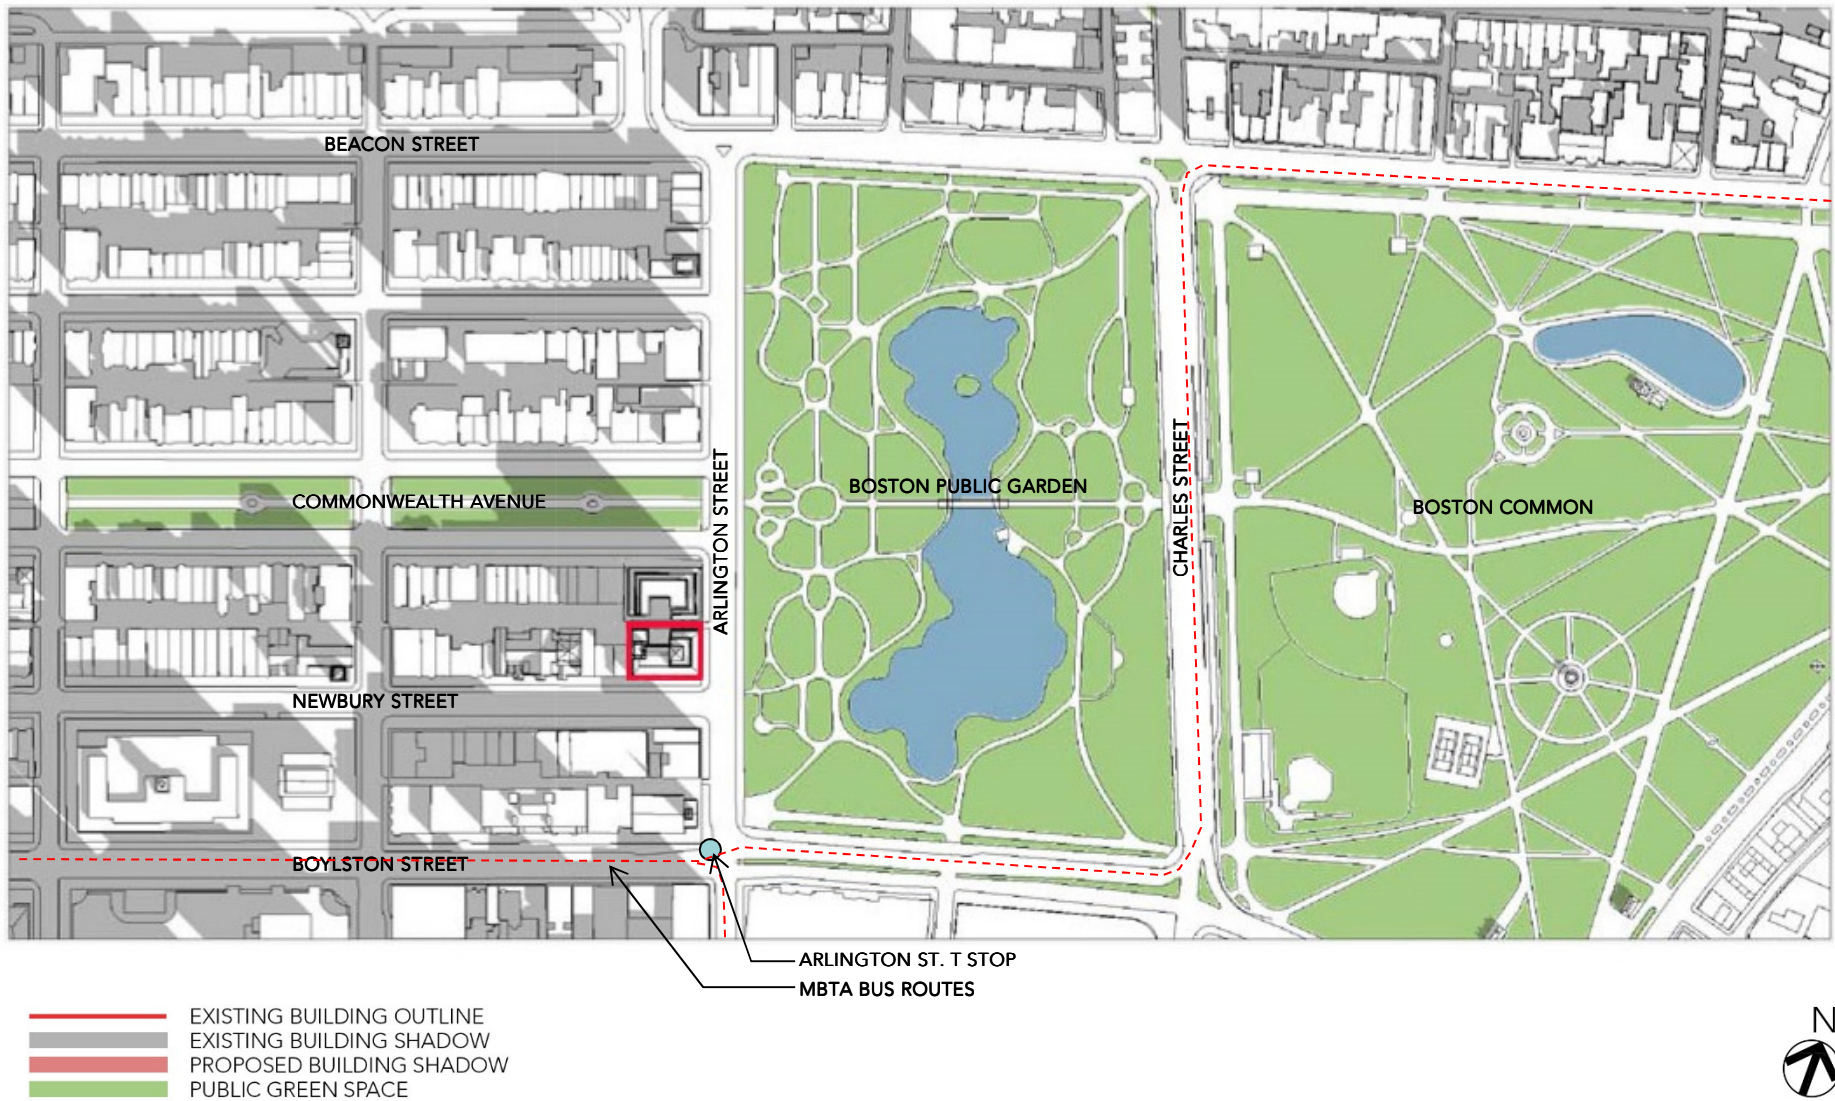 BEACON STREET
COMMONWEALTH AVENUE
ARLINGTON STREET
BOSTON PUBLIC GARDEN
CHARLES STREET
BOSTON COMMON
NEWBURY STREET
BOYLSTON STREET
ARLINGTON ST. T STOP
MBTA BUS ROUTES
EXISTING BUILDING OUTLINE
EXISTING BUILDING SHADOW
PROPOSED BUILDING SHADOW
PUBLIC GREEN SPACE
N